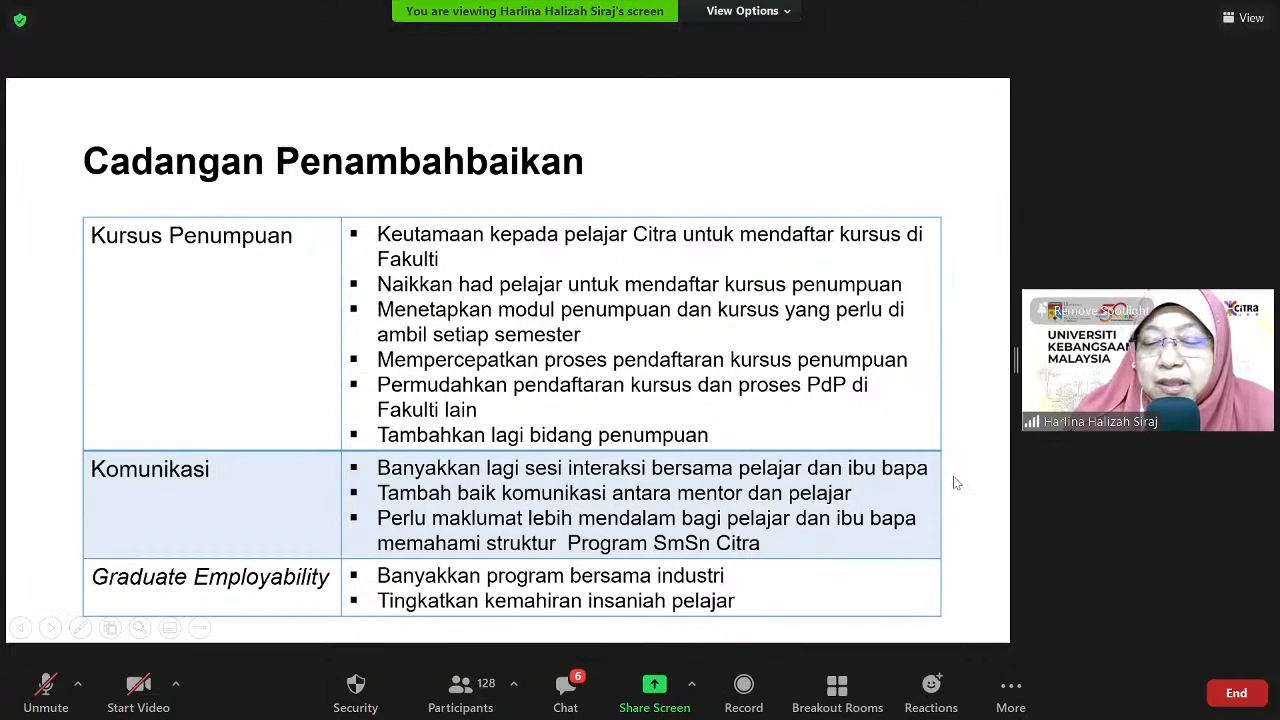 You are viewing Harlina Halizah Siraj's screen
View Options
View
Cadangan Penambahbaikan
Kursus Penumpuan
▪ Keutamaan kepada pelajar Citra untuk mendaftar kursus di
Fakulti
▪ Naikkan had pelajar untuk mendaftar kursus penumpuan
▪ Menetapkan modul penumpuan dan kursus yang perlu di
ambil setiap semester
▪ Mempercepatkan proses pendaftaran kursus penumpuan
▪ Permudahkan pendaftaran kursus dan proses PdP di
Fakulti lain
▪ Tambahkan lagi bidang penumpuan
Komunikasi
▪ Banyakkan lagi sesi interaksi bersama pelajar dan ibu bapa
▪ Tambah baik komunikasi antara mentor dan pelajar
▪ Perlu maklumat lebih mendalam bagi pelajar dan ibu bapa
memahami struktur Program SmSn Citra
Graduate Employability
▪ Banyakkan program bersama industri
▪ Tingkatkan kemahiran insaniah pelajar
Remove Spotlight
CITRA
UNIVERSITI
KEBANGSAAN
MALAYSIA
Harlina Halizah Siraj
Unmute
Start Video
Security
128
Participants
6
Chat
Share Screen
Record
Breakout Rooms
Reactions
More
End